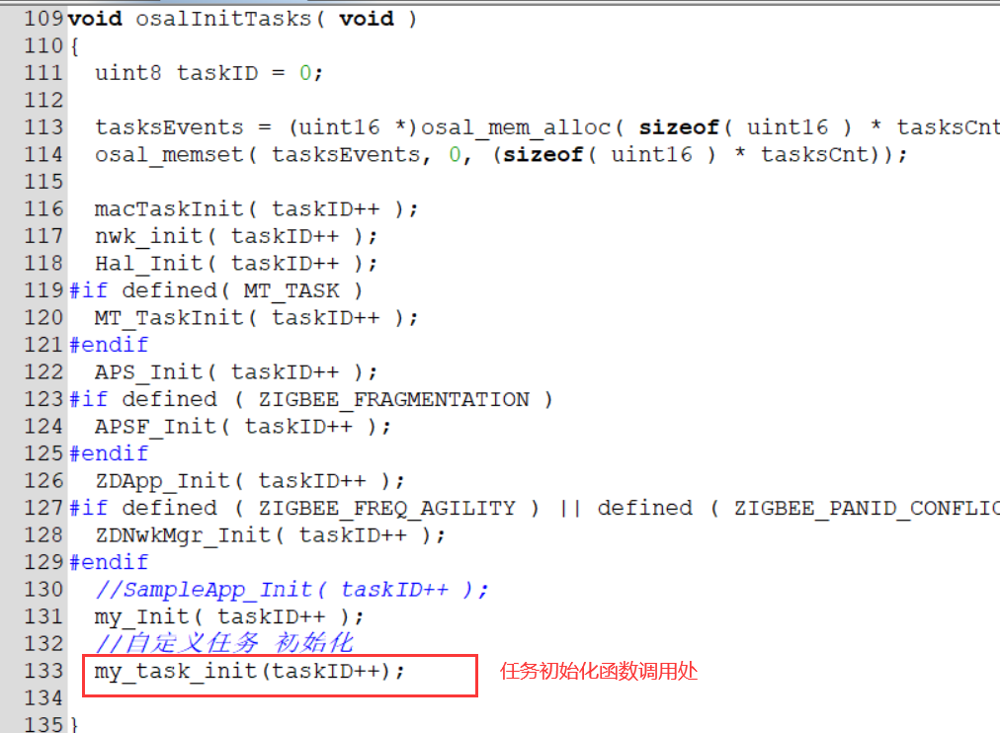 109 void osalInitTasks( void )
110 {
111   uint8 taskID = 0;
112
113   tasksEvents = (uint16 *)osal_mem_alloc( sizeof( uint16 ) * tasksCnt
114   osal_memset( tasksEvents, 0, (sizeof( uint16 ) * tasksCnt));
115
116   macTaskInit( taskID++ );
117   nwk_init( taskID++ );
118   Hal_Init( taskID++ );
119 #if defined( MT_TASK )
120   MT_TaskInit( taskID++ );
121 #endif
122   APS_Init( taskID++ );
123 #if defined ( ZIGBEE_FRAGMENTATION )
124   APSF_Init( taskID++ );
125 #endif
126   ZDApp_Init( taskID++ );
127 #if defined ( ZIGBEE_FREQ_AGILITY ) || defined ( ZIGBEE_PANID_CONFLIC
128   ZDNwkMgr_Init( taskID++ );
129 #endif
130   //SampleApp_Init( taskID++ );
131   my_Init( taskID++ );
132   //自定义任务 初始化
133   my_task_init(taskID++); 任务初始化函数调用处
134
135 }